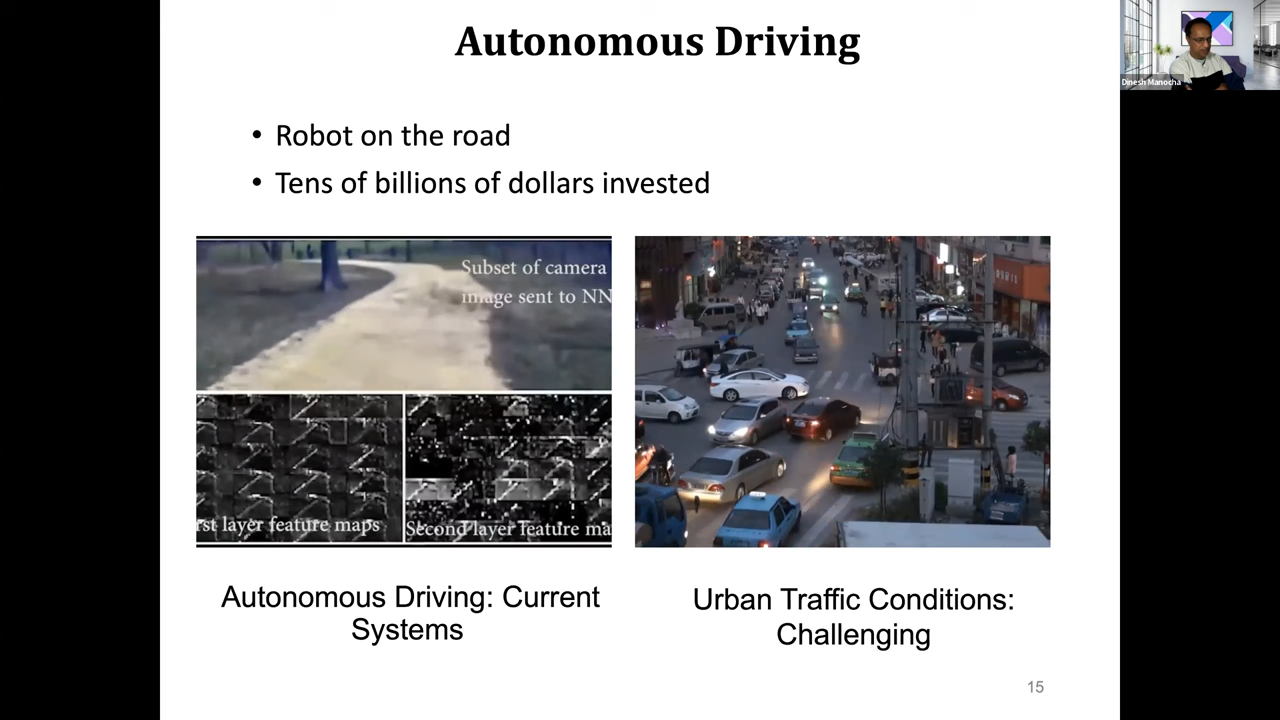 Autonomous Driving
Dinesh Manocha
• Robot on the road
• Tens of billions of dollars invested
Subset of camera
image sent to NN
rst layer feature maps
Second layer feature ma
Autonomous Driving: Current
Systems
Urban Traffic Conditions:
Challenging
15